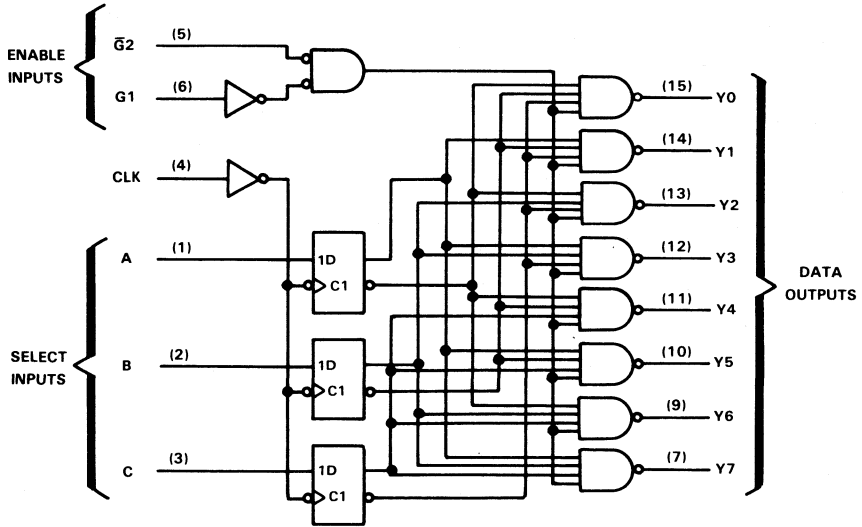 ENABLE
INPUTS
G̅2
(5)
G1
(6)
CLK
(4)
SELECT
INPUTS
A
(1)
1D
C1
B
(2)
1D
C1
C
(3)
1D
C1
(15)
Y0
(14)
Y1
(13)
Y2
(12)
Y3
(11)
Y4
(10)
Y5
(9)
Y6
(7)
Y7
DATA
OUTPUTS